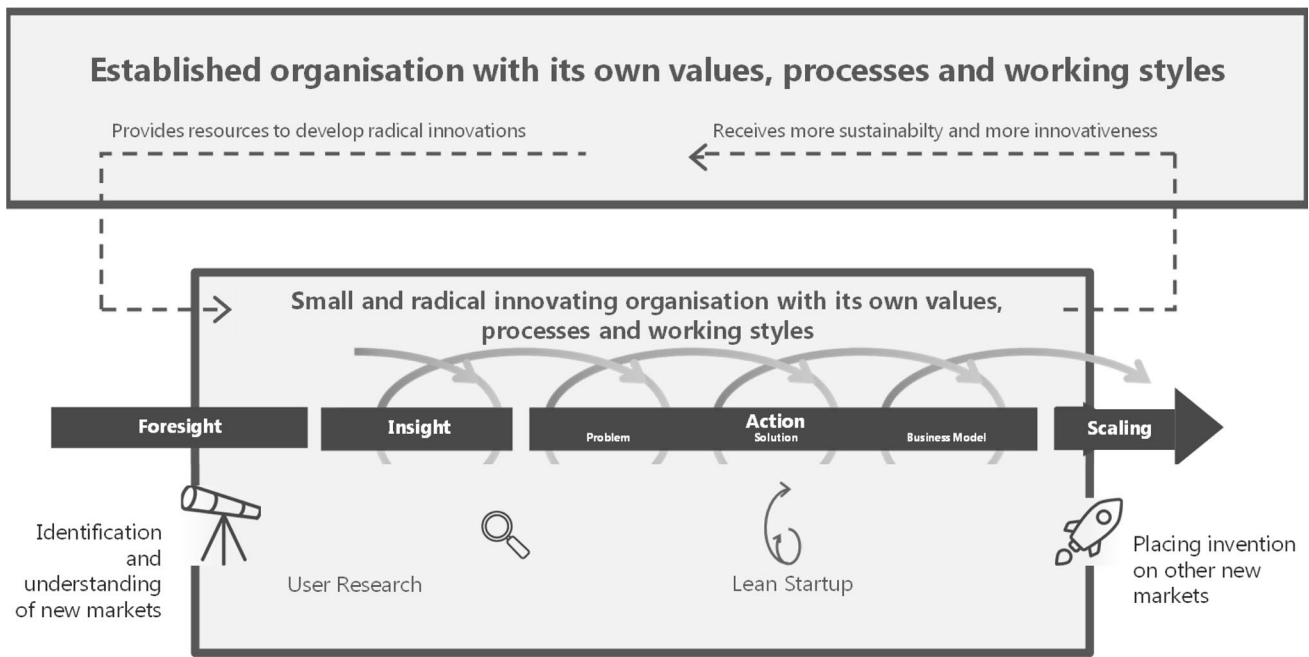 Established organisation with its own values, processes and working styles
Provides resources to develop radical innovations
Receives more sustainabilty and more innovativeness
Small and radical innovating organisation with its own values,
processes and working styles
Foresight
Insight
Action
Problem
Solution
Business Model
Scaling
Identification
and
understanding
of new markets
User Research
Lean Startup
Placing invention
on other new
markets